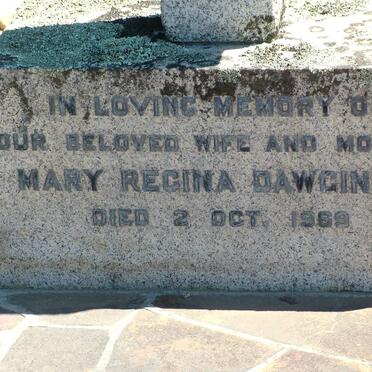 IN LOVING MEMORY O
OUR BELOVED WIFE AND MO
MARY REGINA DAWGIN
DIED 2 OCT. 1969